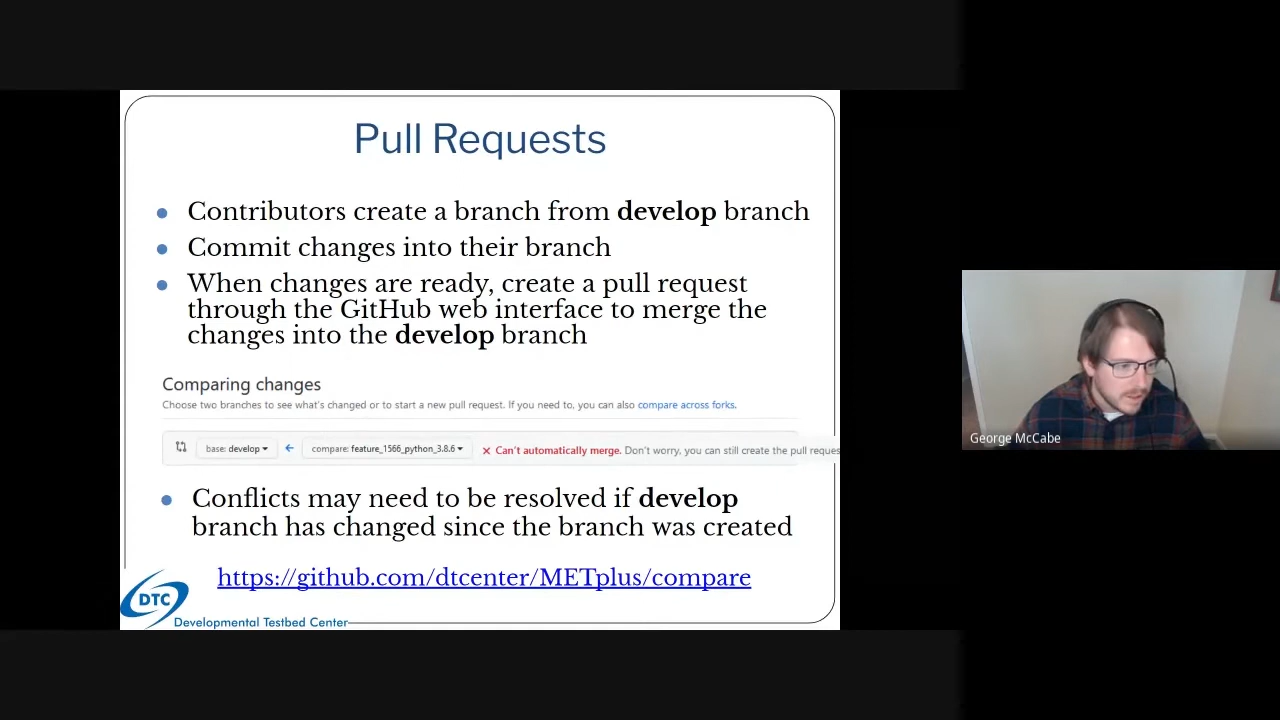 Pull Requests
Contributors create a branch from develop branch
Commit changes into their branch
When changes are ready, create a pull request
through the GitHub web interface to merge the
changes into the develop branch
Comparing changes
Choose two branches to see what's changed or to start a new pull request. If you need to, you can also compare across forks.
base: develop
compare: feature_1566_python_3.8.6
Can't automatically merge. Don't worry, you can still create the pull reques
Conflicts may need to be resolved if develop
branch has changed since the branch was created
https://github.com/dtcenter/METplus/compare
DTC
Developmental Testbed Center
George McCabe